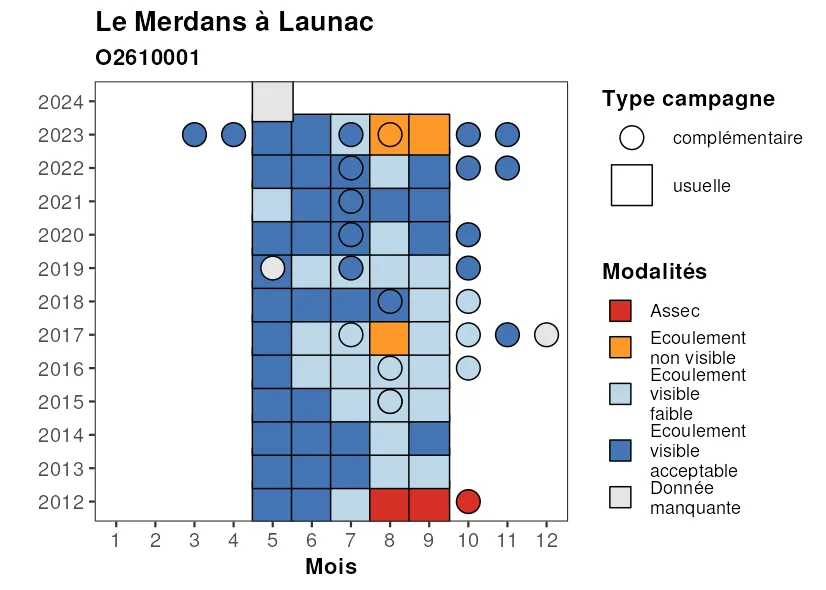 Le Merdans à Launac
O2610001
2024
2023
2022
2021
2020
2019
2018
2017
2016
2015
2014
2013
2012
1 2 3 4 5 6 7 8 9 10 11 12
Mois
Type campagne
complémentaire
usuelle
Modalités
Assec
Ecoulement
non visible
Ecoulement
visible
faible
Ecoulement
visible
acceptable
Donnée
manquante